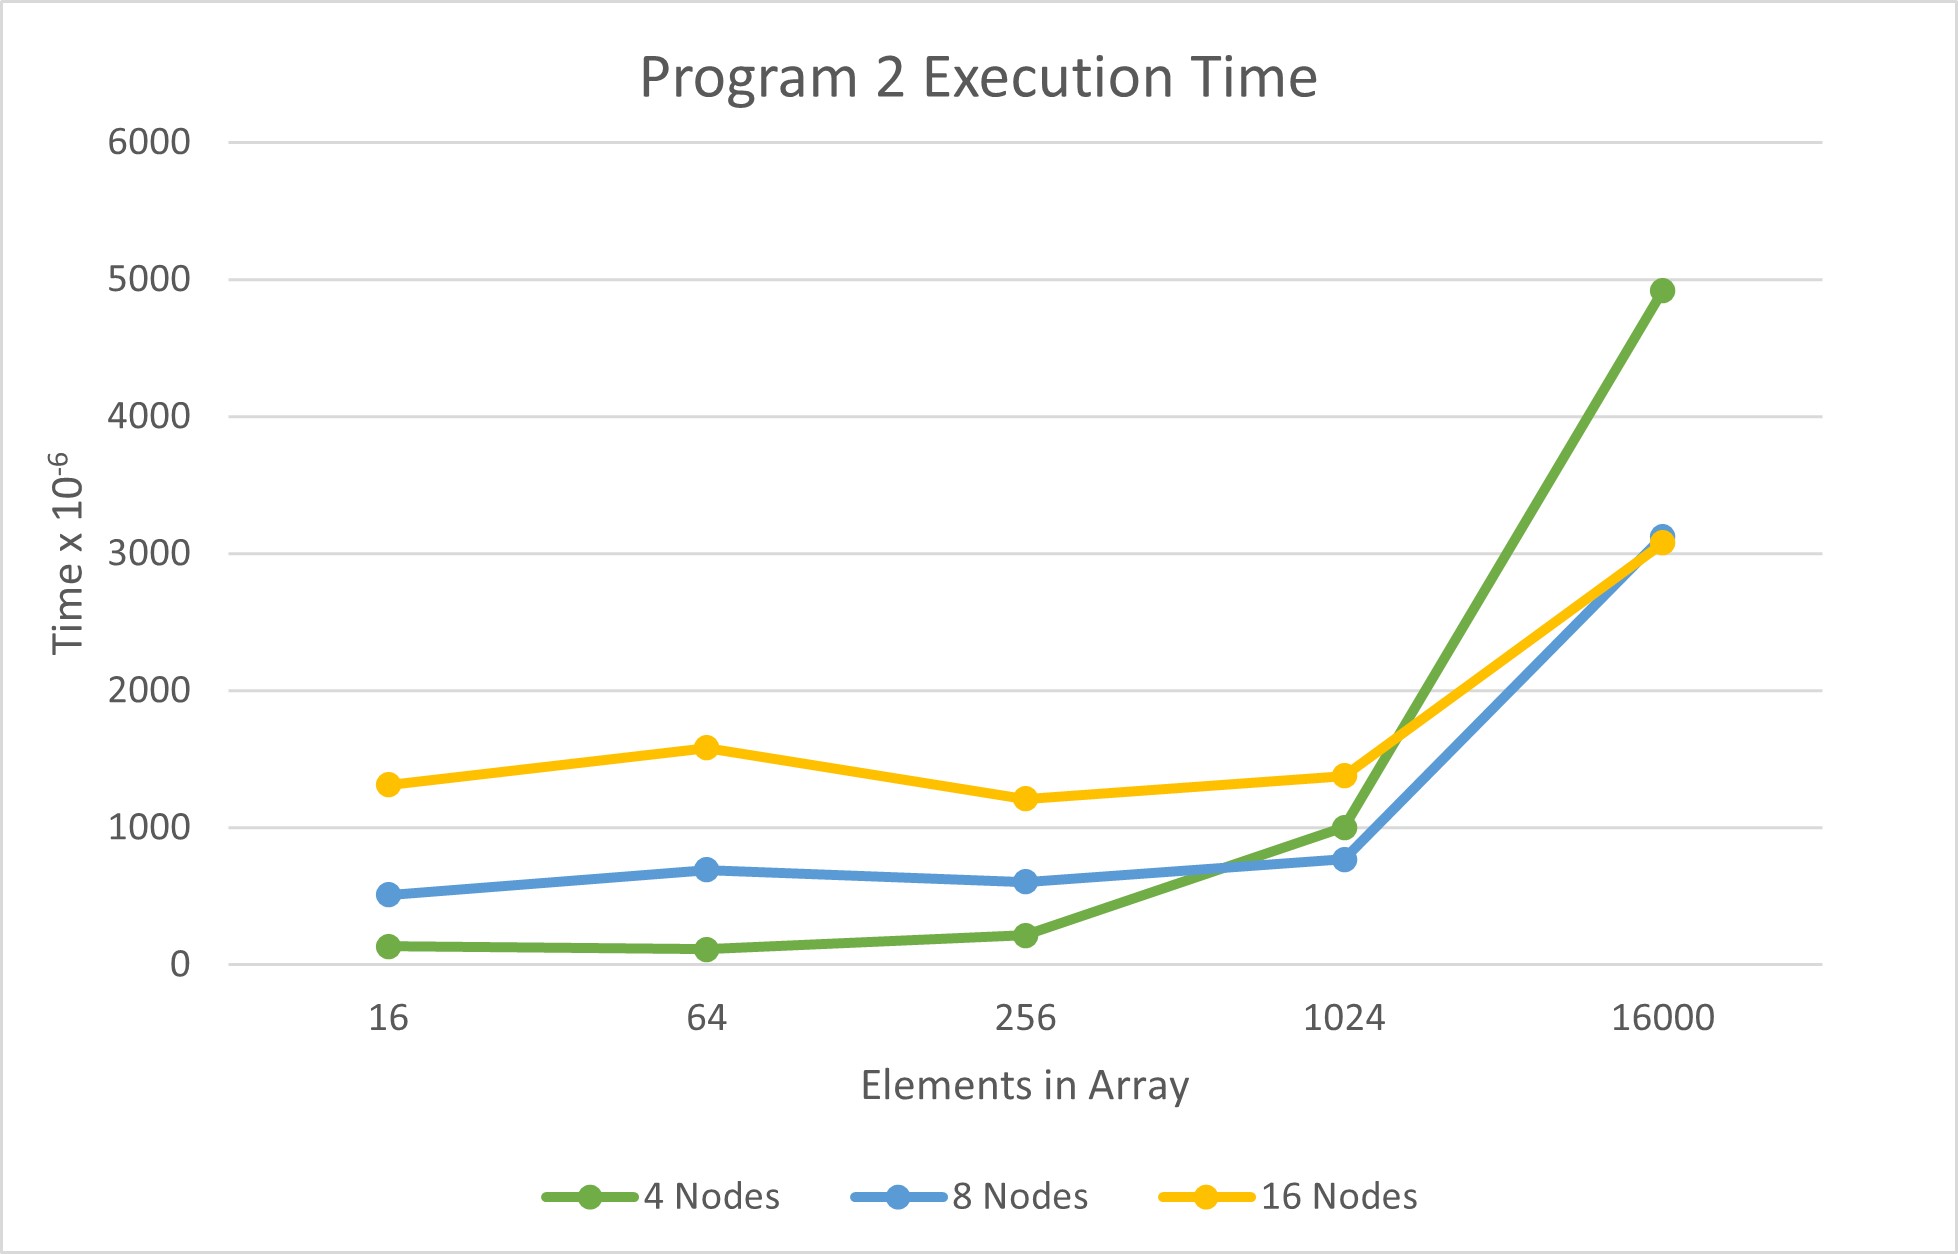 Program 2 Execution Time
6000
5000
4000
3000
2000
1000
0
Time x 10⁻⁶
16 64 256 1024 16000
Elements in Array
4 Nodes 8 Nodes 16 Nodes